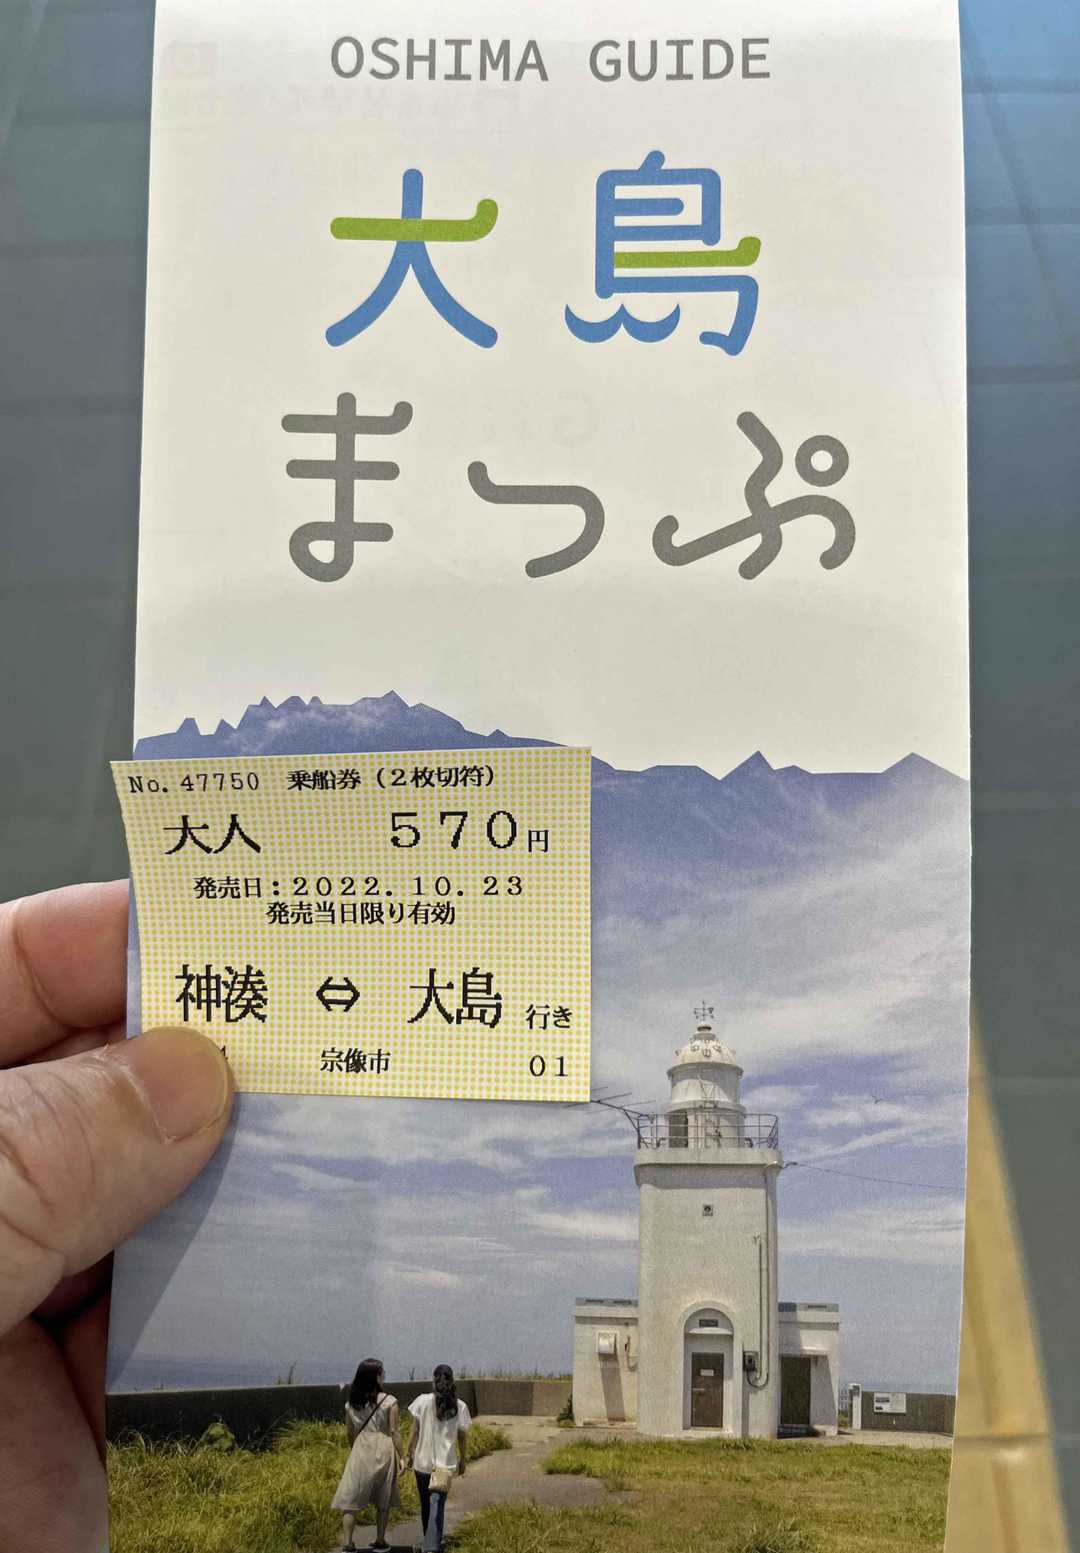 OSHIMA GUIDE
大島
まっぷ
No.47750 乗船券（2枚切符）
大人 570円
発売日：2022.10.23
発売当日限り有効
神湊 ⇔ 大島 行き
宗像市 01